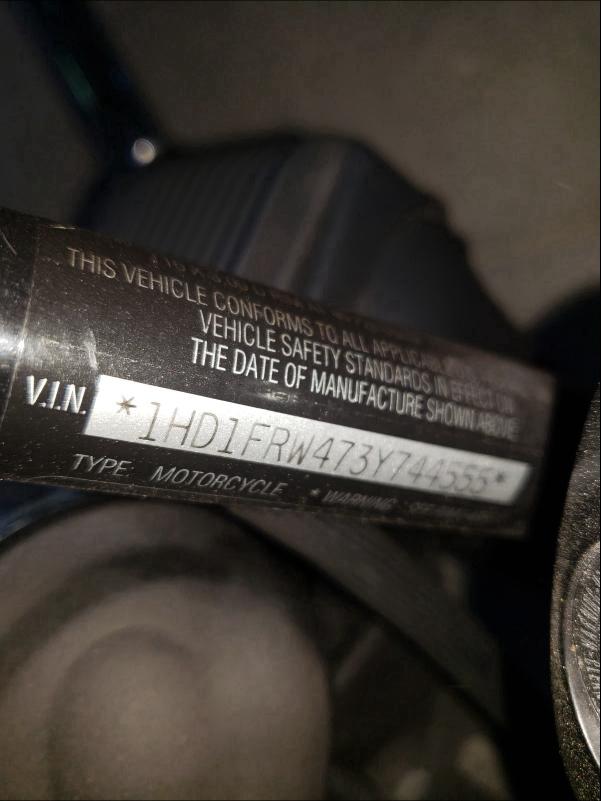 THIS VEHICLE CONFORMS TO ALL APPLICABLE
VEHICLE SAFETY STANDARDS IN EFFECT ON
THE DATE OF MANUFACTURE SHOWN ABOVE
V.I.N. *1HD1FRW473Y744555*
TYPE MOTORCYCLE * WARNING